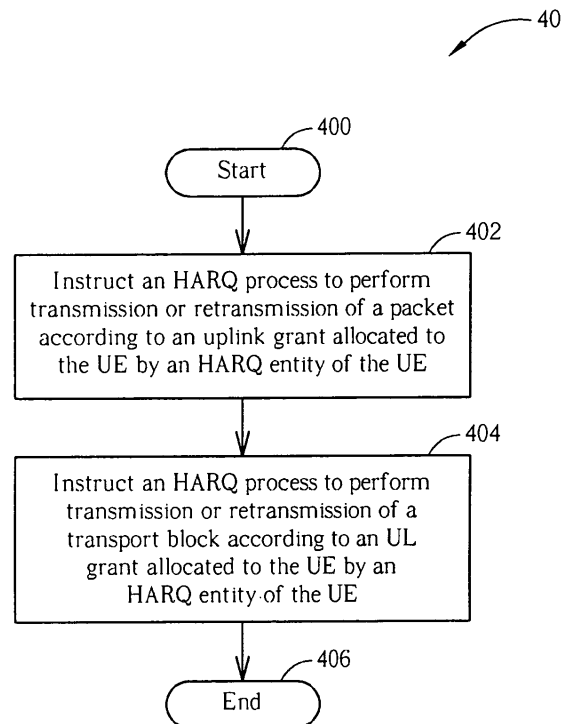 40
400
Start
402
Instruct an HARQ process to perform
transmission or retransmission of a packet
according to an uplink grant allocated to
the UE by an HARQ entity of the UE
404
Instruct an HARQ process to perform
transmission or retransmission of a
transport block according to an UL
grant allocated to the UE by an
HARQ entity of the UE
406
End